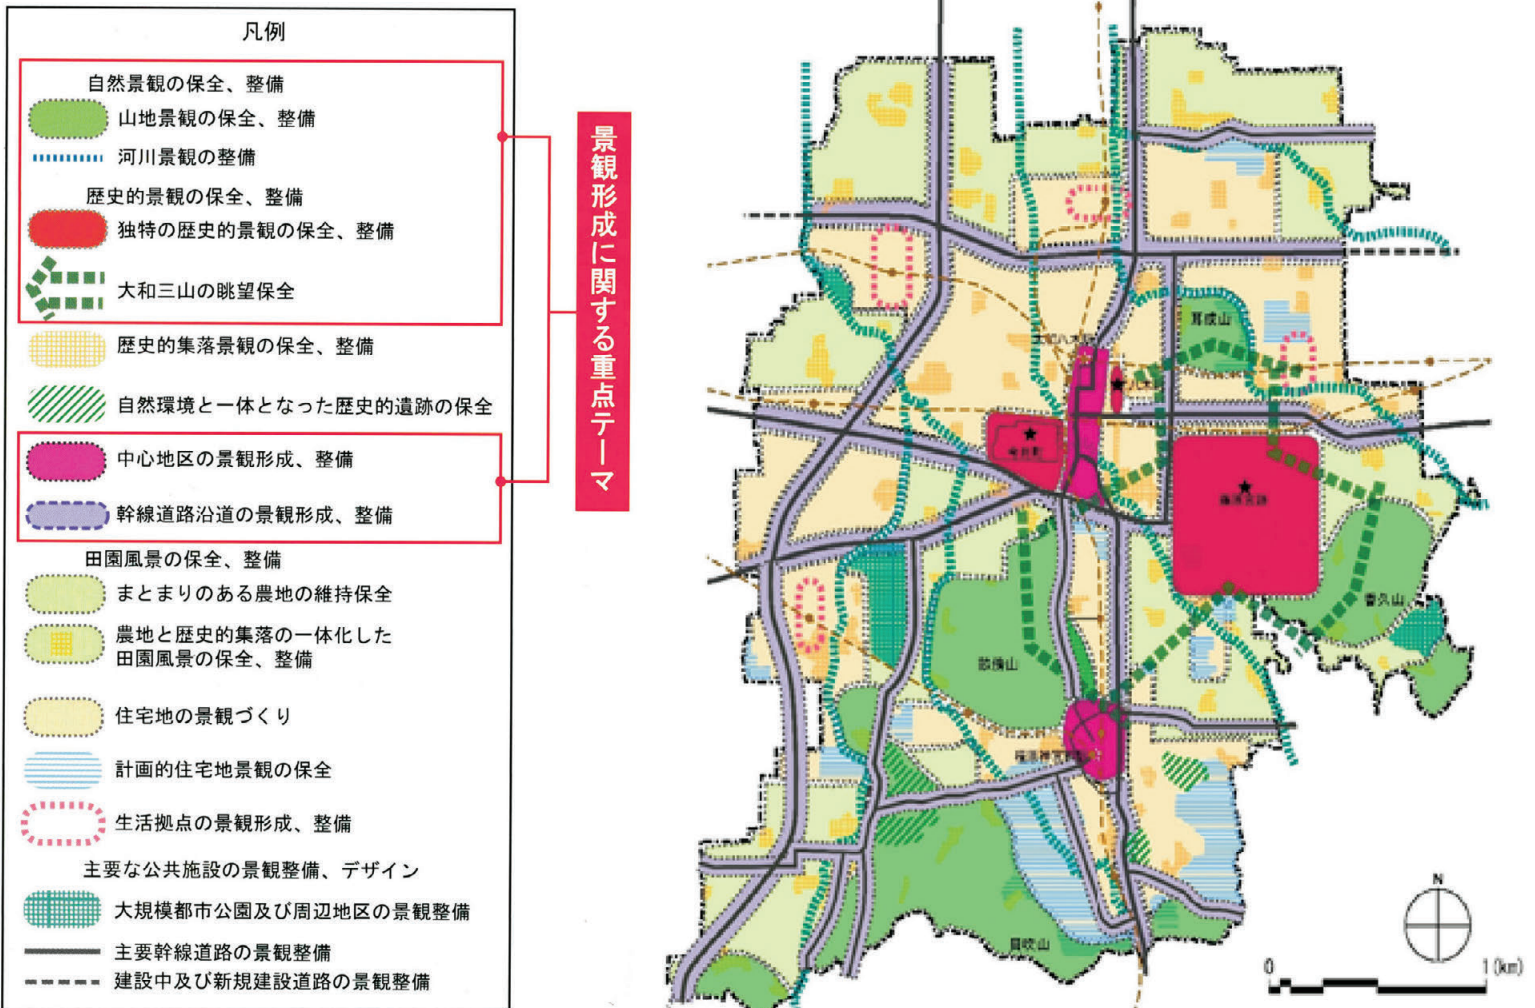 凡例
自然景観の保全、整備
山地景観の保全、整備
河川景観の整備
歴史的景観の保全、整備
独特の歴史的景観の保全、整備
大和三山の眺望保全
歴史的集落景観の保全、整備
自然環境と一体となった歴史的遺跡の保全
中心地区の景観形成、整備
幹線道路沿道の景観形成、整備
田園風景の保全、整備
まとまりのある農地の維持保全
農地と歴史的集落の一体化した
田園風景の保全、整備
住宅地の景観づくり
計画的住宅地景観の保全
生活拠点の景観形成、整備
主要な公共施設の景観整備、デザイン
大規模都市公園及び周辺地区の景観整備
主要幹線道路の景観整備
建設中及び新規建設道路の景観整備
景観形成に関する重点テーマ
耳成山
香久山
畝傍山
貝吹山
N
0
1(km)